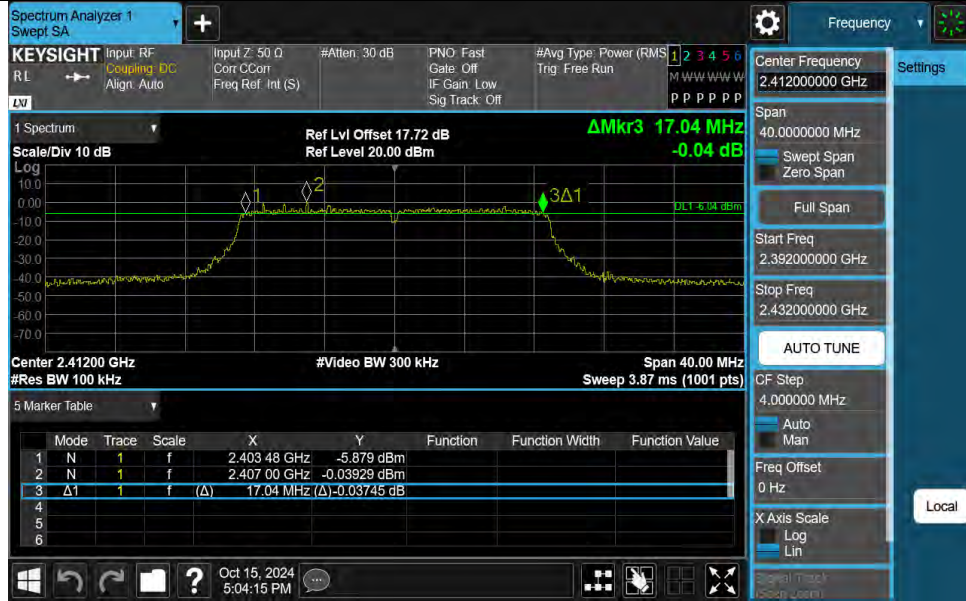 Spectrum Analyzer 1
Swept SA
Frequency
KEYSIGHT
RL
LXI
Input: RF
Coupling: DC
Align: Auto
Input Z: 50 Ω
Corr CCorr
Freq Ref: Int (S)
#Atten: 30 dB
PNO: Fast
Gate: Off
IF Gain: Low
Sig Track: Off
#Avg Type: Power (RMS
Trig: Free Run
1 2 3 4 5 6
M W W W W W
P P P P P P
1 Spectrum
Scale/Div 10 dB
Ref Lvl Offset 17.72 dB
Ref Level 20.00 dBm
ΔMkr3 17.04 MHz
-0.04 dB
Log
10.0
0.00
-10.0
-20.0
-30.0
-40.0
-50.0
-60.0
-70.0
1
2
3Δ1
DL1 -6.04 dBm
Center 2.41200 GHz
#Video BW 300 kHz
Span 40.00 MHz
#Res BW 100 kHz
Sweep 3.87 ms (1001 pts)
5 Marker Table
Mode Trace Scale X Y Function Function Width Function Value
1 N 1 f 2.403 48 GHz -5.879 dBm
2 N 1 f 2.407 00 GHz -0.03929 dBm
3 Δ1 1 f (Δ) 17.04 MHz (Δ) -0.03745 dB
4
5
6
Oct 15, 2024
5:04:15 PM
Center Frequency
2.412000000 GHz
Span
40.0000000 MHz
Swept Span
Zero Span
Full Span
Start Freq
2.392000000 GHz
Stop Freq
2.432000000 GHz
AUTO TUNE
CF Step
4.000000 MHz
Auto
Man
Freq Offset
0 Hz
X Axis Scale
Log
Lin
Signal Track
(Span Zoom)
Settings
Local